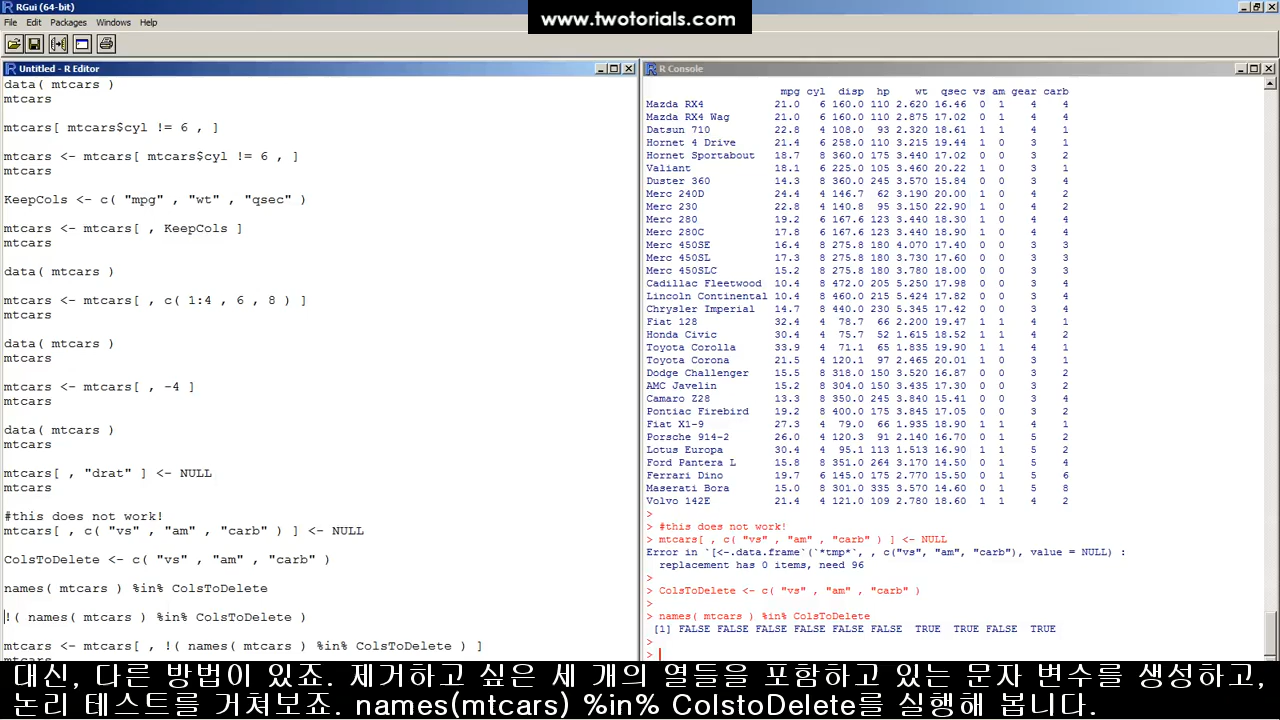 RGui (64-bit)
www.twotorials.com
File Edit Packages Windows Help
Untitled - R Editor
data( mtcars )
mtcars
mtcars[ mtcars$cyl != 6 , ]
mtcars <- mtcars[ mtcars$cyl != 6 , ]
mtcars
KeepCols <- c( "mpg" , "wt" , "qsec" )
mtcars <- mtcars[ , KeepCols ]
mtcars
data( mtcars )
mtcars <- mtcars[ , c( 1:4 , 6 , 8 ) ]
mtcars
data( mtcars )
mtcars
mtcars <- mtcars[ , -4 ]
mtcars
data( mtcars )
mtcars
mtcars[ , "drat" ] <- NULL
mtcars
#this does not work!
mtcars[ , c( "vs" , "am" , "carb" ) ] <- NULL
ColsToDelete <- c( "vs" , "am" , "carb" )
names( mtcars ) %in% ColsToDelete
!( names( mtcars ) %in% ColsToDelete )
mtcars <- mtcars[ , !( names( mtcars ) %in% ColsToDelete ) ]
R Console
mpg cyl disp hp wt qsec vs am gear carb
Mazda RX4 21.0 6 160.0 110 2.620 16.46 0 1 4 4
Mazda RX4 Wag 21.0 6 160.0 110 2.875 17.02 0 1 4 4
Datsun 710 22.8 4 108.0 93 2.320 18.61 1 1 4 1
Hornet 4 Drive 21.4 6 258.0 110 3.215 19.44 1 0 3 1
Hornet Sportabout 18.7 8 360.0 175 3.440 17.02 0 0 3 2
Valiant 18.1 6 225.0 105 3.460 20.22 1 0 3 1
Duster 360 14.3 8 360.0 245 3.570 15.84 0 0 3 4
Merc 240D 24.4 4 146.7 62 3.190 20.00 1 0 4 2
Merc 230 22.8 4 140.8 95 3.150 22.90 1 0 4 2
Merc 280 19.2 6 167.6 123 3.440 18.30 1 0 4 4
Merc 280C 17.8 6 167.6 123 3.440 18.90 1 0 4 4
Merc 450SE 16.4 8 275.8 180 4.070 17.40 0 0 3 3
Merc 450SL 17.3 8 275.8 180 3.730 17.60 0 0 3 3
Merc 450SLC 15.2 8 275.8 180 3.780 18.00 0 0 3 3
Cadillac Fleetwood 10.4 8 472.0 205 5.250 17.98 0 0 3 4
Lincoln Continental 10.4 8 460.0 215 5.424 17.82 0 0 3 4
Chrysler Imperial 14.7 8 440.0 230 5.345 17.42 0 0 3 4
Fiat 128 32.4 4 78.7 66 2.200 19.47 1 1 4 1
Honda Civic 30.4 4 75.7 52 1.615 18.52 1 1 4 2
Toyota Corolla 33.9 4 71.1 65 1.835 19.90 1 1 4 1
Toyota Corona 21.5 4 120.1 97 2.465 20.01 1 0 3 1
Dodge Challenger 15.5 8 318.0 150 3.520 16.87 0 0 3 2
AMC Javelin 15.2 8 304.0 150 3.435 17.30 0 0 3 2
Camaro Z28 13.3 8 350.0 245 3.840 15.41 0 0 3 4
Pontiac Firebird 19.2 8 400.0 175 3.845 17.05 0 0 3 2
Fiat X1-9 27.3 4 79.0 66 1.935 18.90 1 1 4 1
Porsche 914-2 26.0 4 120.3 91 2.140 16.70 0 1 5 2
Lotus Europa 30.4 4 95.1 113 1.513 16.90 1 1 5 2
Ford Pantera L 15.8 8 351.0 264 3.170 14.50 0 1 5 4
Ferrari Dino 19.7 6 145.0 175 2.770 15.50 0 1 5 6
Maserati Bora 15.0 8 301.0 335 3.570 14.60 0 1 5 8
Volvo 142E 21.4 4 121.0 109 2.780 18.60 1 1 4 2
>
> #this does not work!
> mtcars[ , c( "vs" , "am" , "carb" ) ] <- NULL
Error in `[<-.data.frame`(`*tmp*`, , c("vs", "am", "carb"), value = NULL) :
replacement has 0 items, need 96
>
> ColsToDelete <- c( "vs" , "am" , "carb" )
>
> names( mtcars ) %in% ColsToDelete
[1] FALSE FALSE FALSE FALSE FALSE FALSE TRUE TRUE FALSE TRUE
>
>
대신, 다른 방법이 있죠. 제거하고 싶은 세 개의 열들을 포함하고 있는 문자 변수를 생성하고,
논리 테스트를 거쳐보죠. names(mtcars) %in% ColstoDelete를 실행해 봅니다.